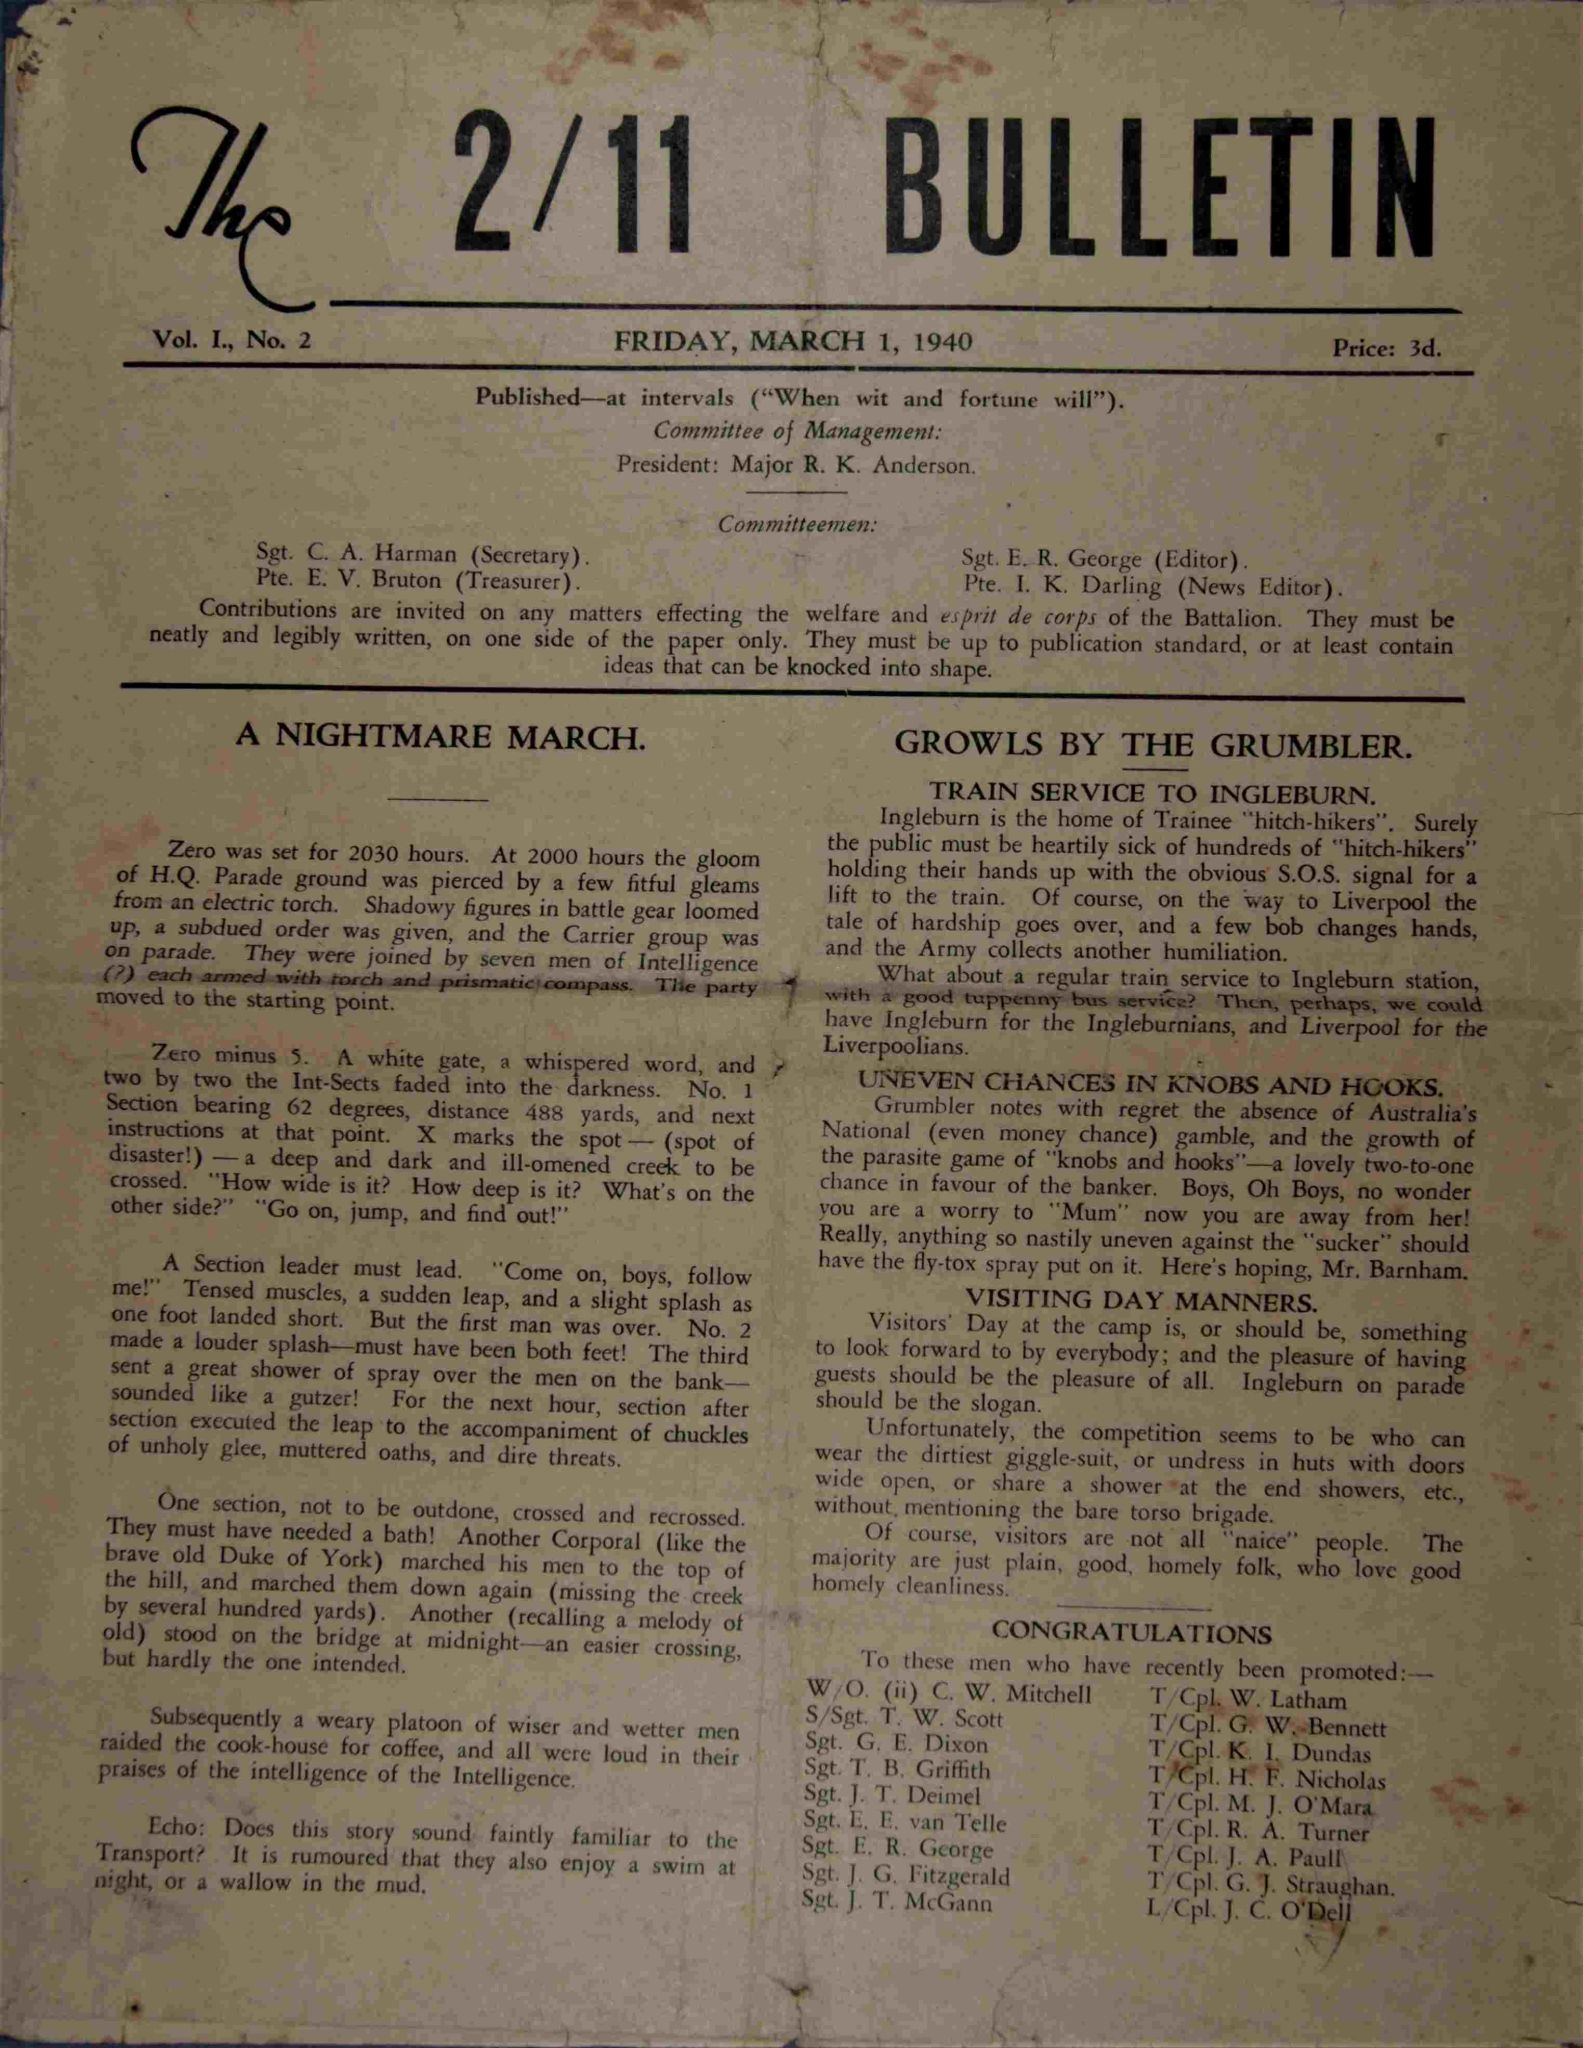 The 2/11 BULLETIN
Vol. I., No. 2
FRIDAY, MARCH 1, 1940
Price: 3d.
Published—at intervals ("When wit and fortune will").
Committee of Management:
President: Major R. K. Anderson.
Committeemen:
Sgt. C. A. Harman (Secretary).
Pte. E. V. Bruton (Treasurer).
Sgt. E. R. George (Editor).
Pte. I. K. Darling (News Editor).
Contributions are invited on any matters effecting the welfare and esprit de corps of the Battalion. They must be
neatly and legibly written, on one side of the paper only. They must be up to publication standard, or at least contain
ideas that can be knocked into shape.
A NIGHTMARE MARCH.
Zero was set for 2030 hours. At 2000 hours the gloom
of H.Q. Parade ground was pierced by a few fitful gleams
from an electric torch. Shadowy figures in battle gear loomed
up, a subdued order was given, and the Carrier group was
on parade. They were joined by seven men of Intelligence
(?) each armed with torch and prismatic compass. The party
moved to the starting point.
Zero minus 5. A white gate, a whispered word, and
two by two the Int-Sects faded into the darkness. No. 1
Section bearing 62 degrees, distance 488 yards, and next
instructions at that point. X marks the spot — (spot of
disaster!) — a deep and dark and ill-omened creek to be
crossed. "How wide is it? How deep is it? What's on the
other side?" "Go on, jump, and find out!"
A Section leader must lead. "Come on, boys, follow
me!" Tensed muscles, a sudden leap, and a slight splash as
one foot landed short. But the first man was over. No. 2
made a louder splash—must have been both feet! The third
sent a great shower of spray over the men on the bank—
sounded like a gutzer! For the next hour, section after
section executed the leap to the accompaniment of chuckles
of unholy glee, muttered oaths, and dire threats.
One section, not to be outdone, crossed and recrossed.
They must have needed a bath! Another Corporal (like the
brave old Duke of York) marched his men to the top of
the hill, and marched them down again (missing the creek
by several hundred yards). Another (recalling a melody of
old) stood on the bridge at midnight—an easier crossing,
but hardly the one intended.
Subsequently a weary platoon of wiser and wetter men
raided the cook-house for coffee, and all were loud in their
praises of the intelligence of the Intelligence.
Echo: Does this story sound faintly familiar to the
Transport? It is rumoured that they also enjoy a swim at
night, or a wallow in the mud.
GROWLS BY THE GRUMBLER.
TRAIN SERVICE TO INGLEBURN.
Ingleburn is the home of Trainee "hitch-hikers". Surely
the public must be heartily sick of hundreds of "hitch-hikers"
holding their hands up with the obvious S.O.S. signal for a
lift to the train. Of course, on the way to Liverpool the
tale of hardship goes over, and a few bob changes hands,
and the Army collects another humiliation.
What about a regular train service to Ingleburn station,
with a good tuppenny bus service? Then, perhaps, we could
have Ingleburn for the Ingleburnians, and Liverpool for the
Liverpoolians.
UNEVEN CHANCES IN KNOBS AND HOOKS.
Grumbler notes with regret the absence of Australia's
National (even money chance) gamble, and the growth of
the parasite game of "knobs and hooks"—a lovely two-to-one
chance in favour of the banker. Boys, Oh Boys, no wonder
you are a worry to "Mum" now you are away from her!
Really, anything so nastily uneven against the "sucker" should
have the fly-tox spray put on it. Here's hoping, Mr. Barnham.
VISITING DAY MANNERS.
Visitors' Day at the camp is, or should be, something
to look forward to by everybody; and the pleasure of having
guests should be the pleasure of all. Ingleburn on parade
should be the slogan.
Unfortunately, the competition seems to be who can
wear the dirtiest giggle-suit, or undress in huts with doors
wide open, or share a shower at the end showers, etc.,
without mentioning the bare torso brigade.
Of course, visitors are not all "naice" people. The
majority are just plain, good, homely folk, who love good
homely cleanliness.
CONGRATULATIONS
To these men who have recently been promoted:—
W/O. (ii) C. W. Mitchell
S/Sgt. T. W. Scott
Sgt. G. E. Dixon
Sgt. T. B. Griffith
Sgt. J. T. Deimel
Sgt. E. E. van Telle
Sgt. E. R. George
Sgt. J. G. Fitzgerald
Sgt. J. T. McGann
T/Cpl. W. Latham
T/Cpl. G. W. Bennett
T/Cpl. K. I. Dundas
T/Cpl. H. F. Nicholas
T/Cpl. M. J. O'Mara
T/Cpl. R. A. Turner
T/Cpl. J. A. Paull
T/Cpl. G. J. Straughan.
L/Cpl. J. C. O'Dell